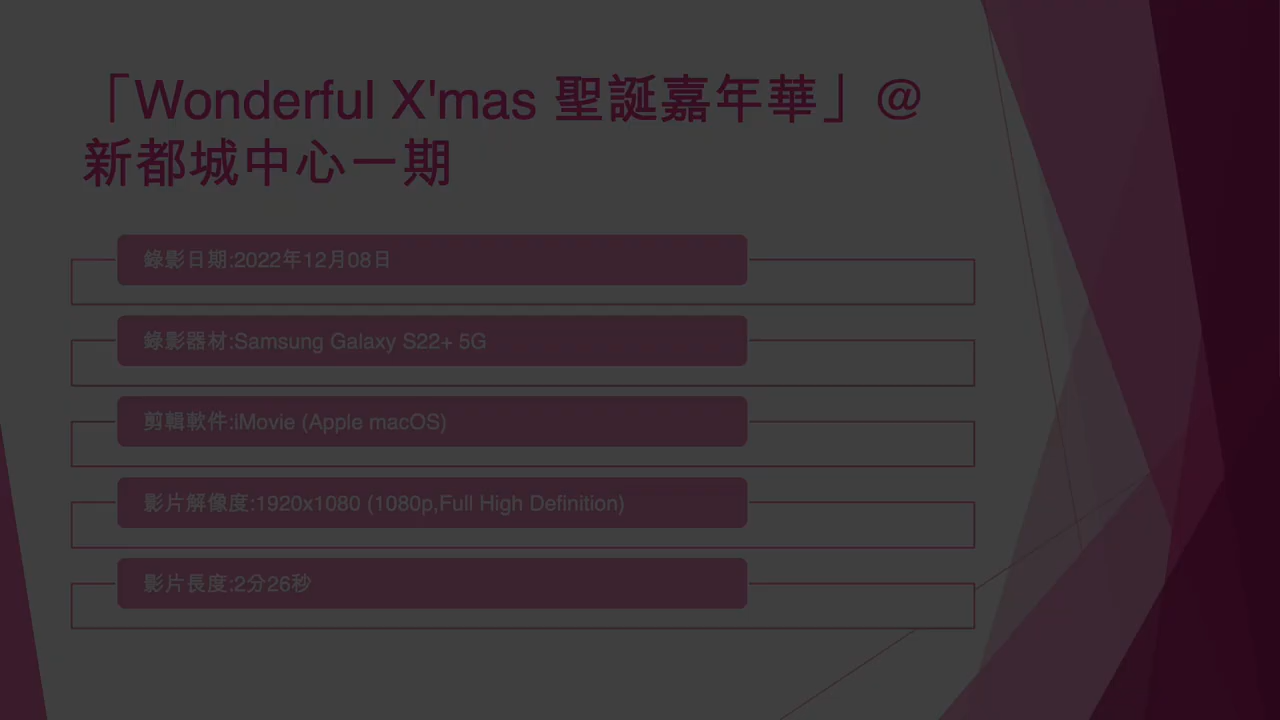 「Wonderful X'mas 聖誕嘉年華」@
新都城中心一期
錄影日期:2022年12月08日
錄影器材:Samsung Galaxy S22+ 5G
剪輯軟件:iMovie (Apple macOS)
影片解像度:1920x1080 (1080p,Full High Definition)
影片長度:2分26秒